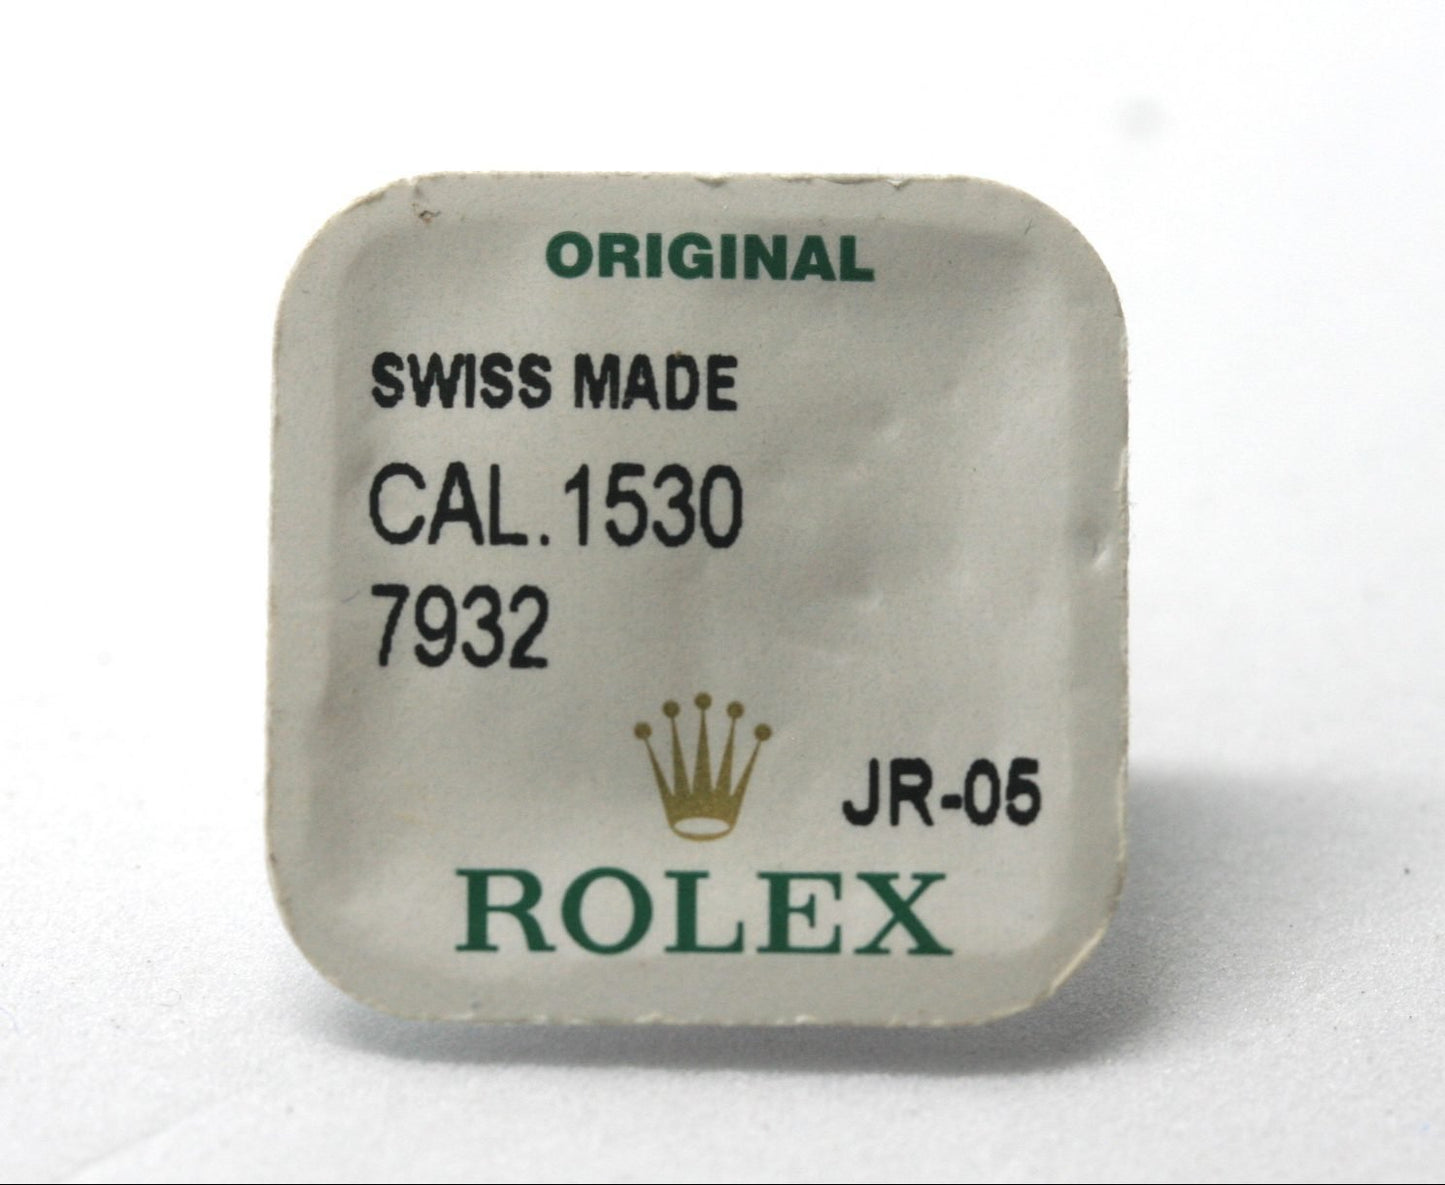 ORIGINAL
SWISS MADE
CAL.1530
7932
JR-05
ROLEX